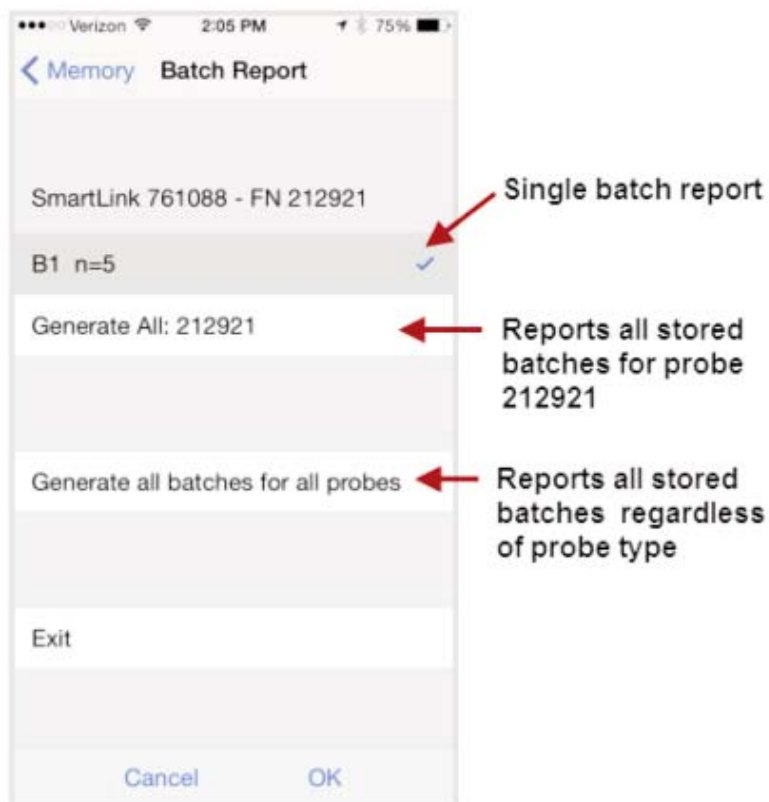 Verizon 2:05 PM 75%
Memory Batch Report
SmartLink 761088 - FN 212921
Single batch report
B1 n=5
Generate All: 212921
Reports all stored
batches for probe
212921
Generate all batches for all probes
Reports all stored
batches regardless
of probe type
Exit
Cancel OK